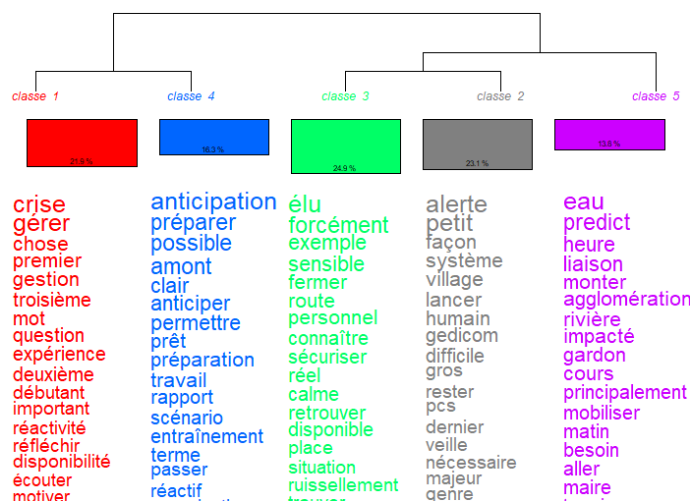 classe 1 classe 4 classe 3 classe 2 classe 5
21.9 % 16.3 % 24.9 % 23.1 % 13.8 %
crise anticipation élu alerte eau
gérer préparer forcément petit predict
chose possible exemple façon heure
premier amont sensible système liaison
gestion clair fermer village monter
troisième anticiper route lancer agglomération
mot permettre personnel humain rivière
question prêt connaître gedicom impacté
expérience préparation sécuriser difficile gardon
deuxième travail réel gros cours
débutant rapport calme rester principalement
important scénario retrouver pcs mobiliser
réactivité entraînement disponible dernier matin
réfléchir terme place veille besoin
disponibilité passer situation nécessaire aller
écouter réactif ruissellement majeur maire
motiver trouver genre